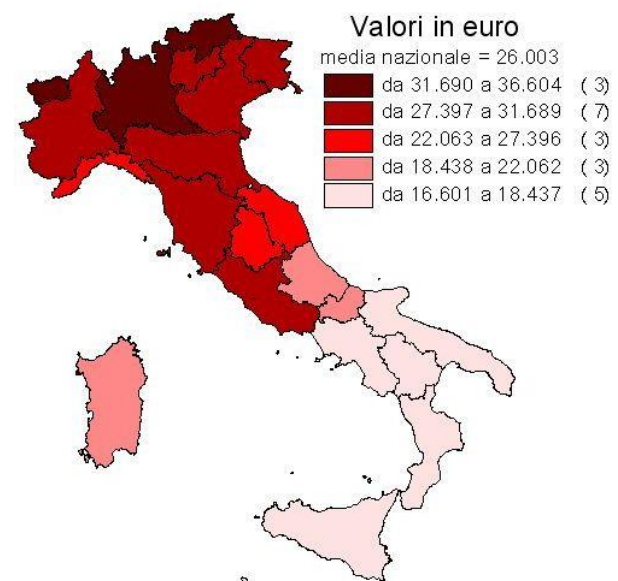 Valori in euro
media nazionale = 26.003
da 31.690 a 36.604 ( 3)
da 27.397 a 31.689 ( 7)
da 22.063 a 27.396 ( 3)
da 18.438 a 22.062 ( 3)
da 16.601 a 18.437 ( 5)